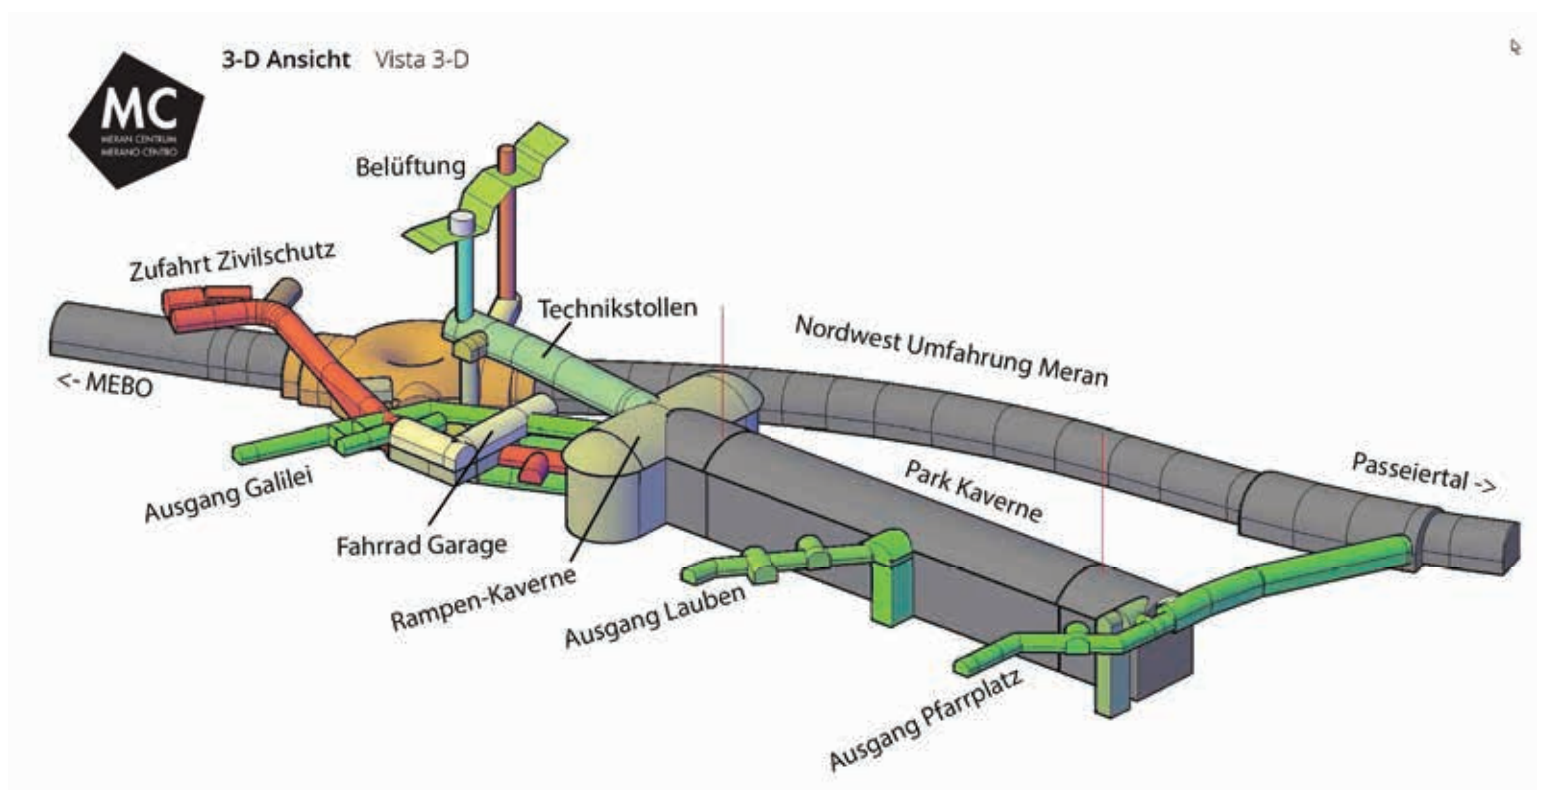 3-D Ansicht Vista 3-D
MC
MERAN CENTRUM
MERANO CENTRO
Belüftung
Zufahrt Zivilschutz
Technikstollen
Nordwest Umfahrung Meran
<- MEBO
Passeiertal ->
Park Kaverne
Ausgang Galilei
Fahrrad Garage
Rampen-Kaverne
Ausgang Lauben
Ausgang Pfarrplatz